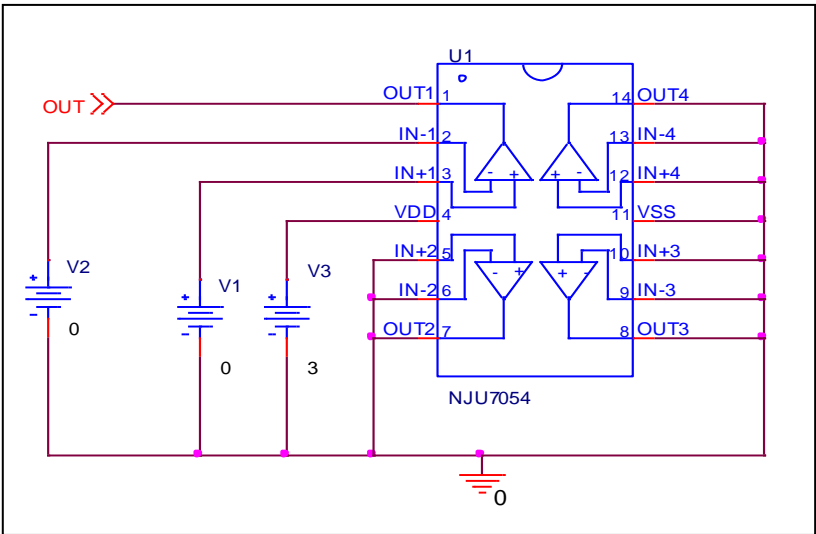 U1
OUT
OUT1 1
14 OUT4
IN-1 2
13 IN-4
IN+1 3
12 IN+4
- +
+ -
VDD 4
11 VSS
IN+2 5
10 IN+3
- +
+ -
IN-2 6
9 IN-3
OUT2 7
8 OUT3
V2
+
-
0
V1
+
-
0
V3
+
-
3
NJU7054
0